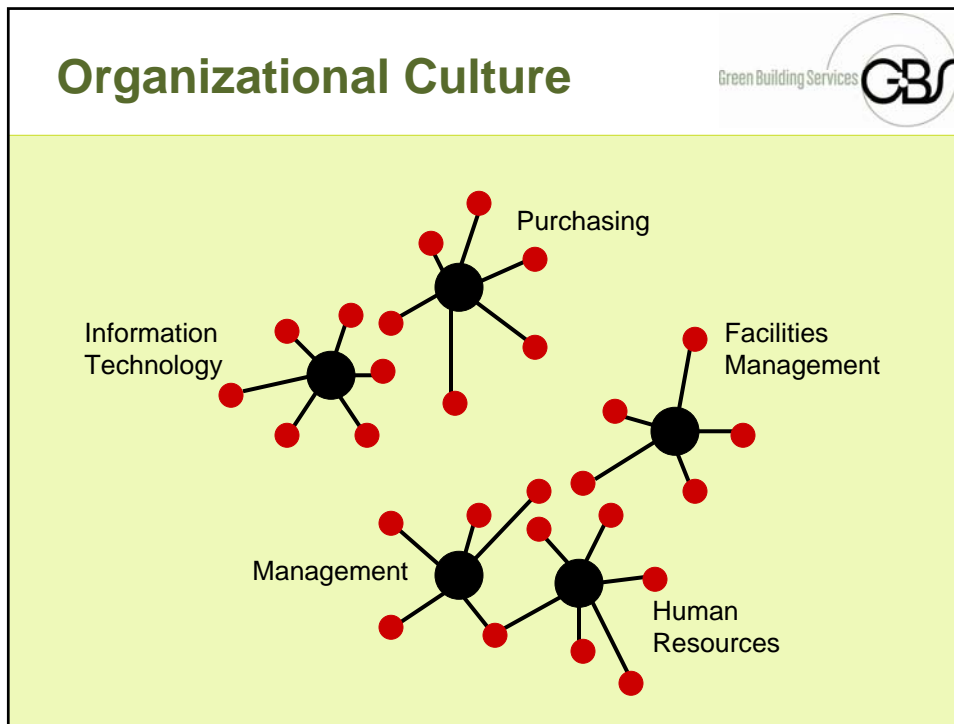 Organizational Culture
Green Building Services
GBS
Purchasing
Information
Technology
Facilities
Management
Management
Human
Resources